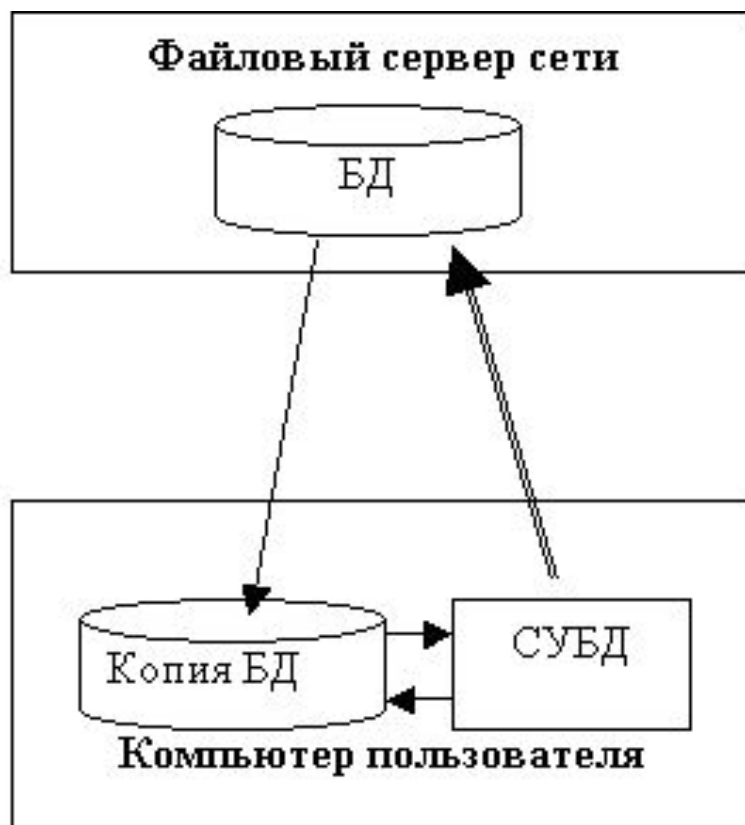 Файловый сервер сети
БД
Копия БД
СУБД
Компьютер пользователя